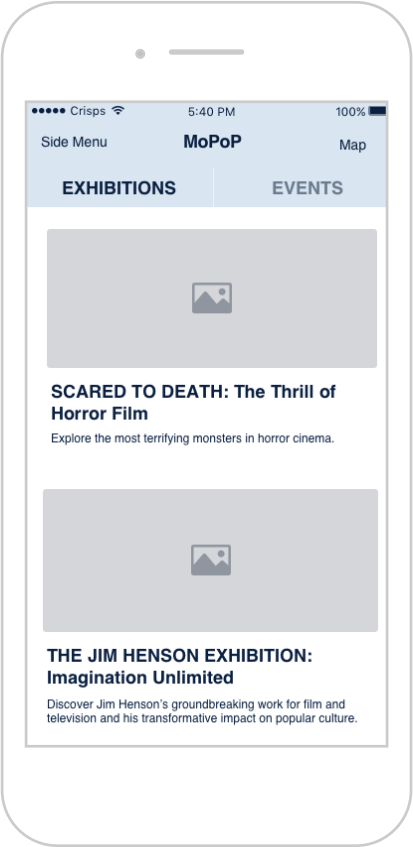 Crisps 5:40 PM 100%
Side Menu MoPoP Map
EXHIBITIONS EVENTS
SCARED TO DEATH: The Thrill of
Horror Film
Explore the most terrifying monsters in horror cinema.
THE JIM HENSON EXHIBITION:
Imagination Unlimited
Discover Jim Henson's groundbreaking work for film and
television and his transformative impact on popular culture.